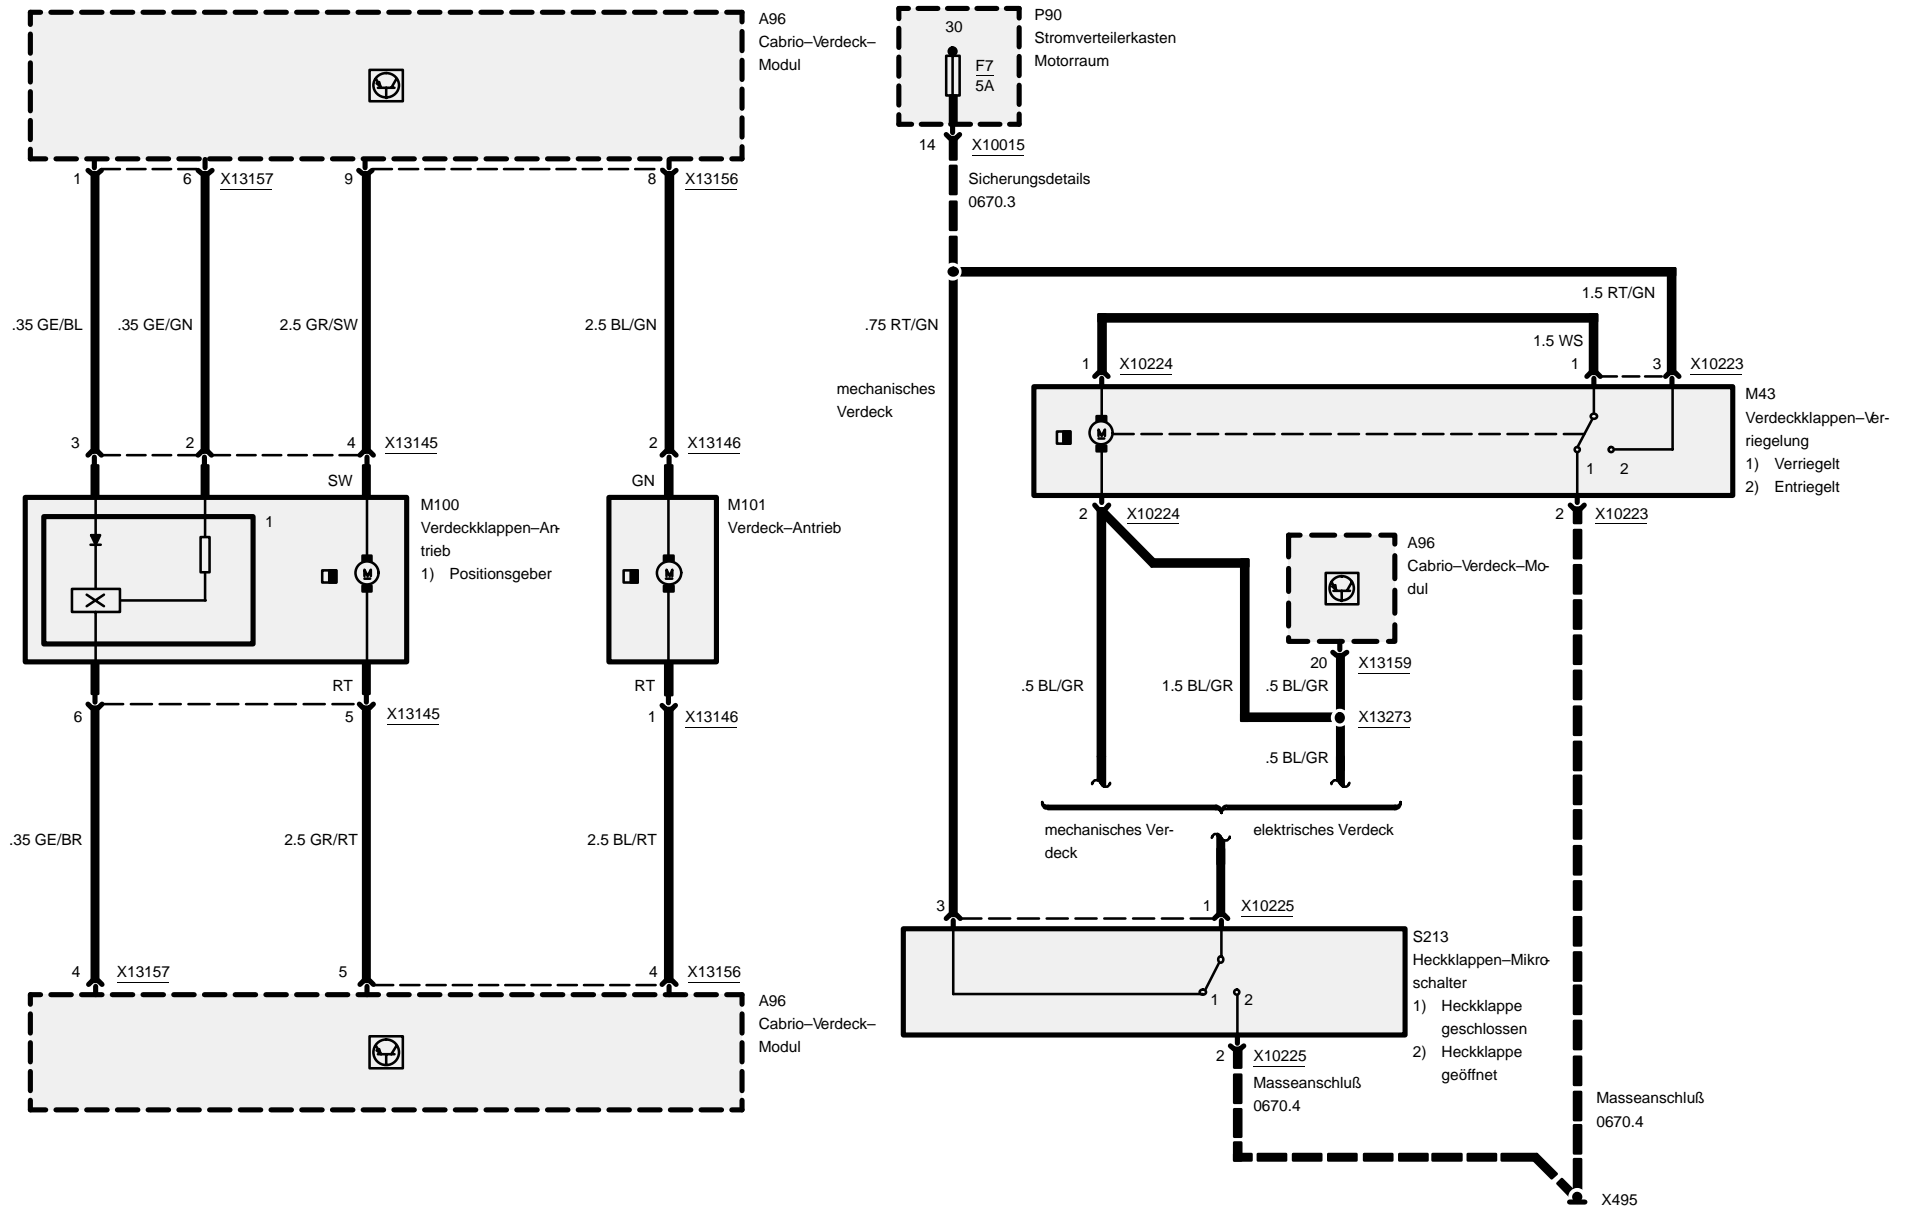 A96
Cabrio–Verdeck–
Modul
P90
Stromverteilerkasten
Motorraum
30
F7
5A
14
X10015
Sicherungsdetails
0670.3
1
6
X13157
9
8
X13156
.35 GE/BL
.35 GE/GN
2.5 GR/SW
2.5 BL/GN
.75 RT/GN
1.5 RT/GN
1.5 WS
mechanisches
Verdeck
1
X10224
1
3
X10223
M
1
2
M43
Verdeckklappen–Ver-
riegelung
1) Verriegelt
2) Entriegelt
3
2
4
X13145
2
X13146
SW
GN
1
M
M100
Verdeckklappen–An-
trieb
1) Positionsgeber
M
M101
Verdeck–Antrieb
2
X10224
2
X10223
A96
Cabrio–Verdeck–Mo-
dul
20
X13159
.5 BL/GR
1.5 BL/GR
.5 BL/GR
X13273
.5 BL/GR
RT
RT
6
5
X13145
1
X13146
.35 GE/BR
2.5 GR/RT
2.5 BL/RT
mechanisches Ver-
deck
elektrisches Verdeck
3
1
X10225
1
2
S213
Heckklappen–Mikro-
schalter
1) Heckklappe
geschlossen
2) Heckklappe
geöffnet
4
X13157
5
4
X13156
A96
Cabrio–Verdeck–
Modul
2
X10225
Masseanschluß
0670.4
Masseanschluß
0670.4
X495